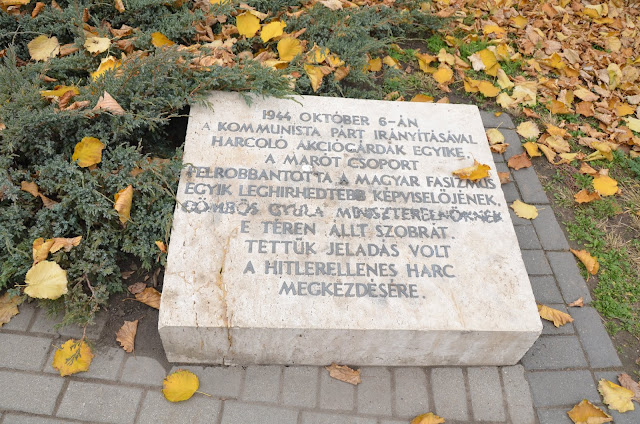 1944 OKTÓBER 6-ÁN
A KOMMUNISTA PÁRT IRÁNYÍTÁSÁVAL
HARCOLÓ AKCIÓGÁRDÁK EGYIKE,
A MARÓT CSOPORT
FELROBBANTOTTA A MAGYAR FASIZMUS
EGYIK LEGHIRHEDTEBB KÉPVISELŐJÉNEK,
GÖMBÖS GYULA MINISZTERELNÖKNEK
E TÉREN ÁLLT SZOBRÁT.
TETTÜK JELADÁS VOLT
A HITLERELLENES HARC
MEGKEZDÉSÉRE.